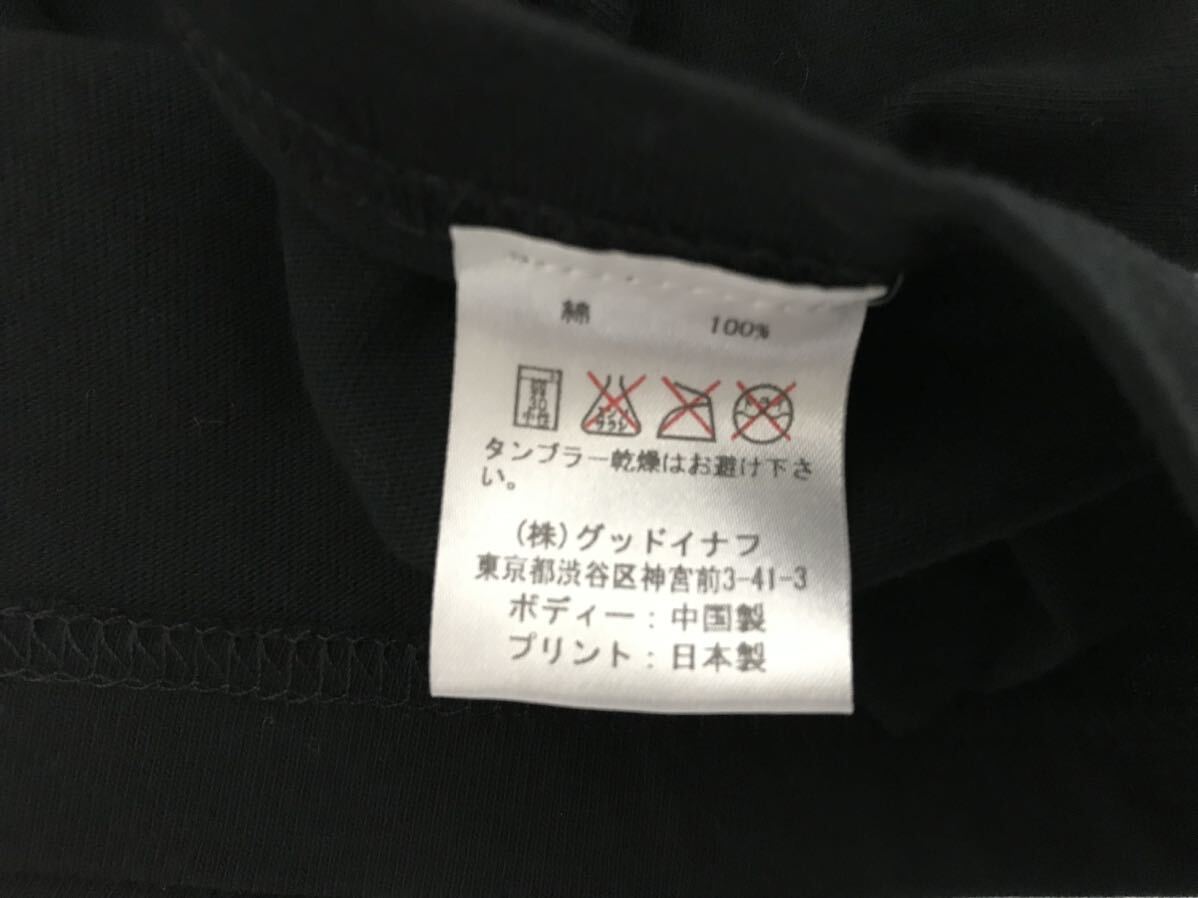 綿 100%
タンブラー乾燥はお避け下さ
い。
(株)グッドイナフ
東京都渋谷区神宮前3-41-3
ボディー:中国製
プリント:日本製